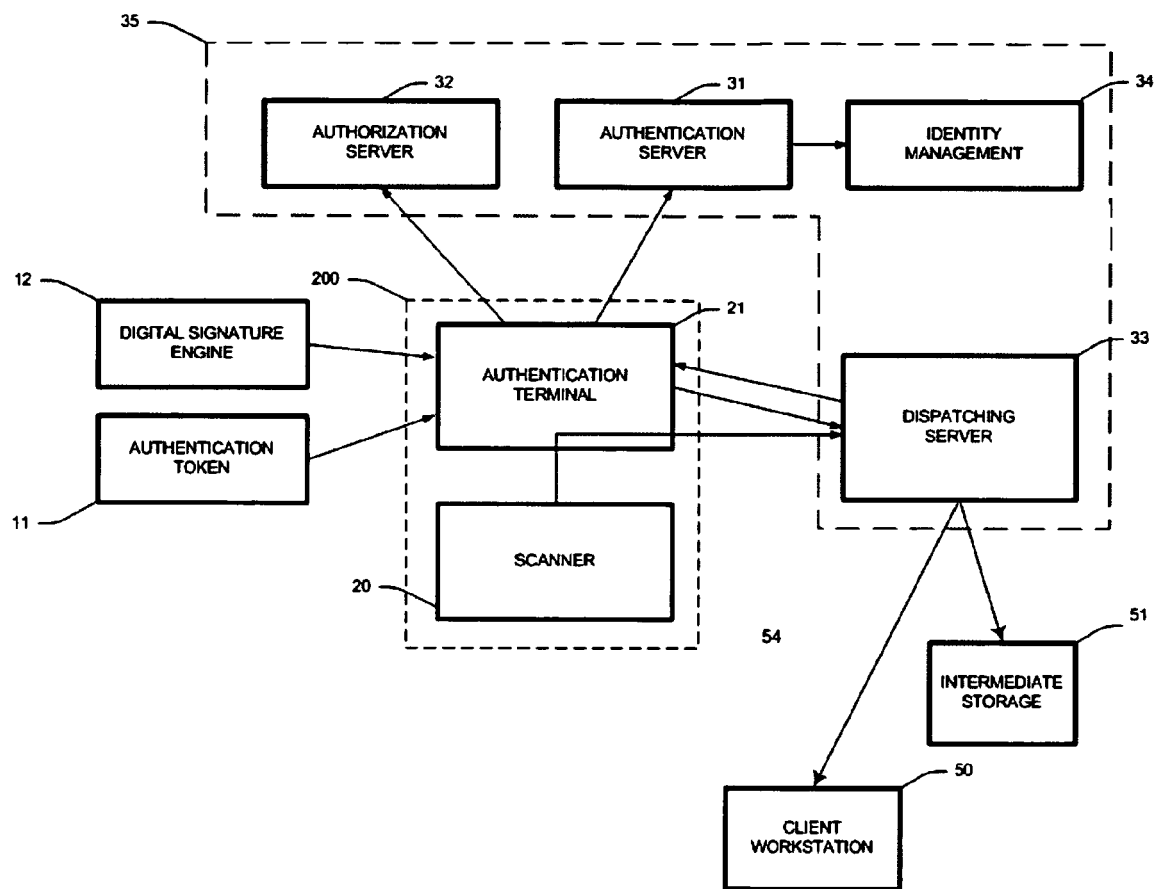 35
32
31
34
AUTHORIZATION
SERVER
AUTHENTICATION
SERVER
IDENTITY
MANAGEMENT
12
200
21
33
DIGITAL SIGNATURE
ENGINE
AUTHENTICATION
TERMINAL
DISPATCHING
SERVER
AUTHENTICATION
TOKEN
11
SCANNER
20
54
51
INTERMEDIATE
STORAGE
50
CLIENT
WORKSTATION